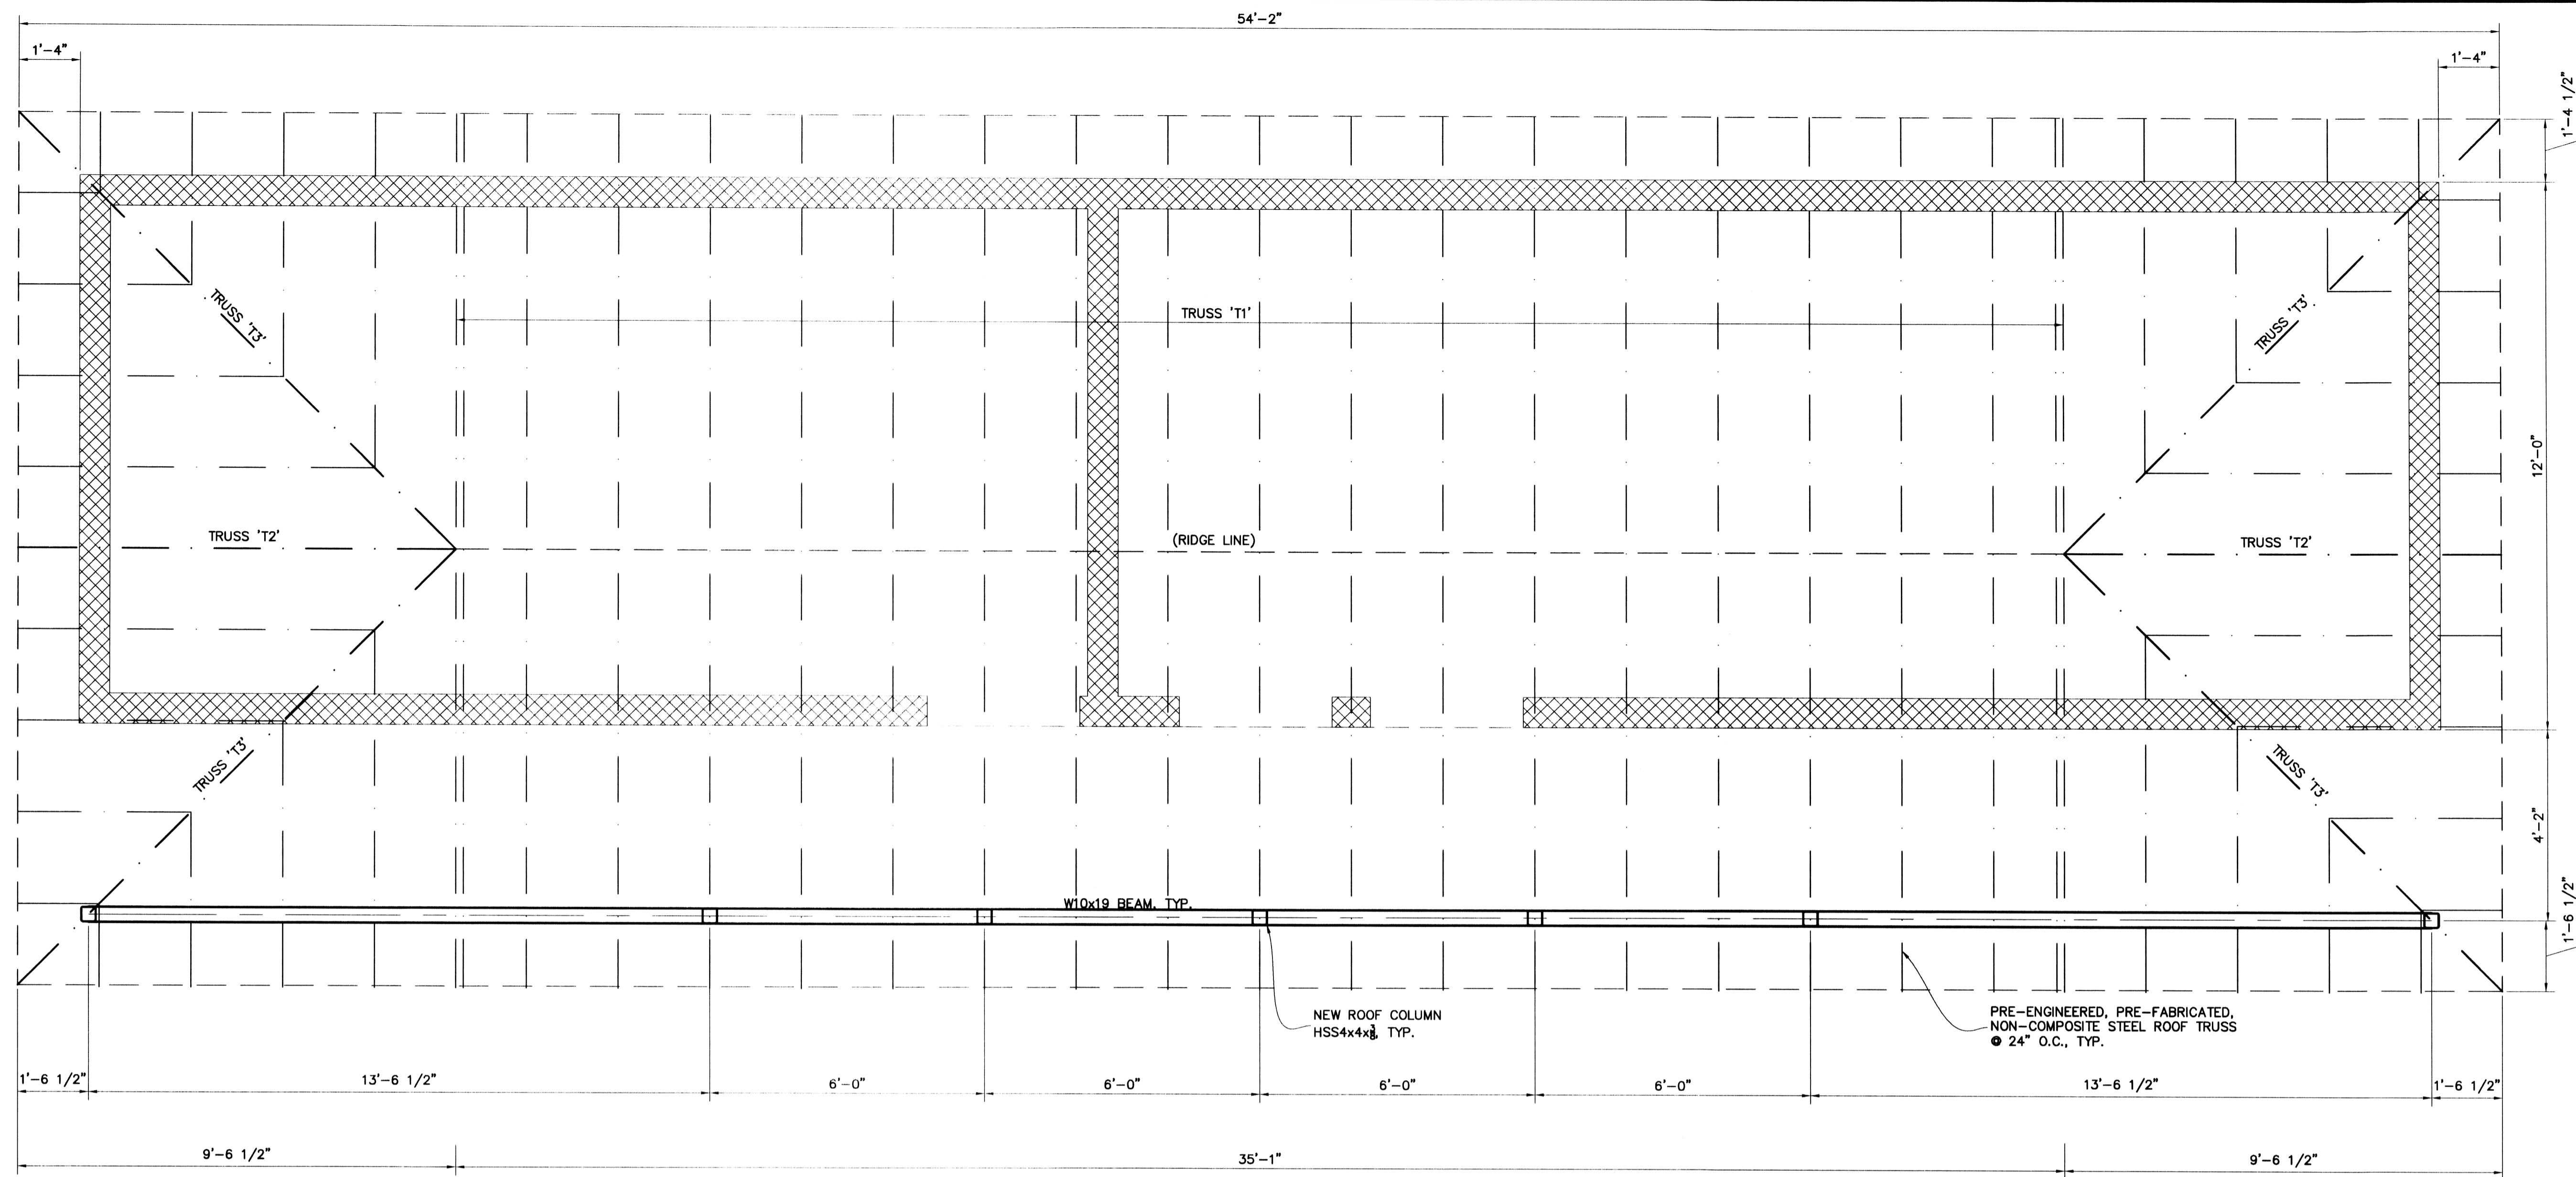 54'-2"
1'-4"
1'-4"
1'-4 1/2"
TRUSS 'T3'
TRUSS 'T1'
TRUSS 'T3'
12'-0"
TRUSS 'T2'
(RIDGE LINE)
TRUSS 'T2'
TRUSS 'T3'
TRUSS 'T3'
4'-2"
W10x19 BEAM, TYP.
1'-6 1/2"
NEW ROOF COLUMN
HSS4x4x3/8, TYP.
PRE-ENGINEERED, PRE-FABRICATED,
NON-COMPOSITE STEEL ROOF TRUSS
@ 24" O.C., TYP.
1'-6 1/2"
13'-6 1/2"
6'-0"
6'-0"
6'-0"
6'-0"
13'-6 1/2"
1'-6 1/2"
9'-6 1/2"
35'-1"
9'-6 1/2"